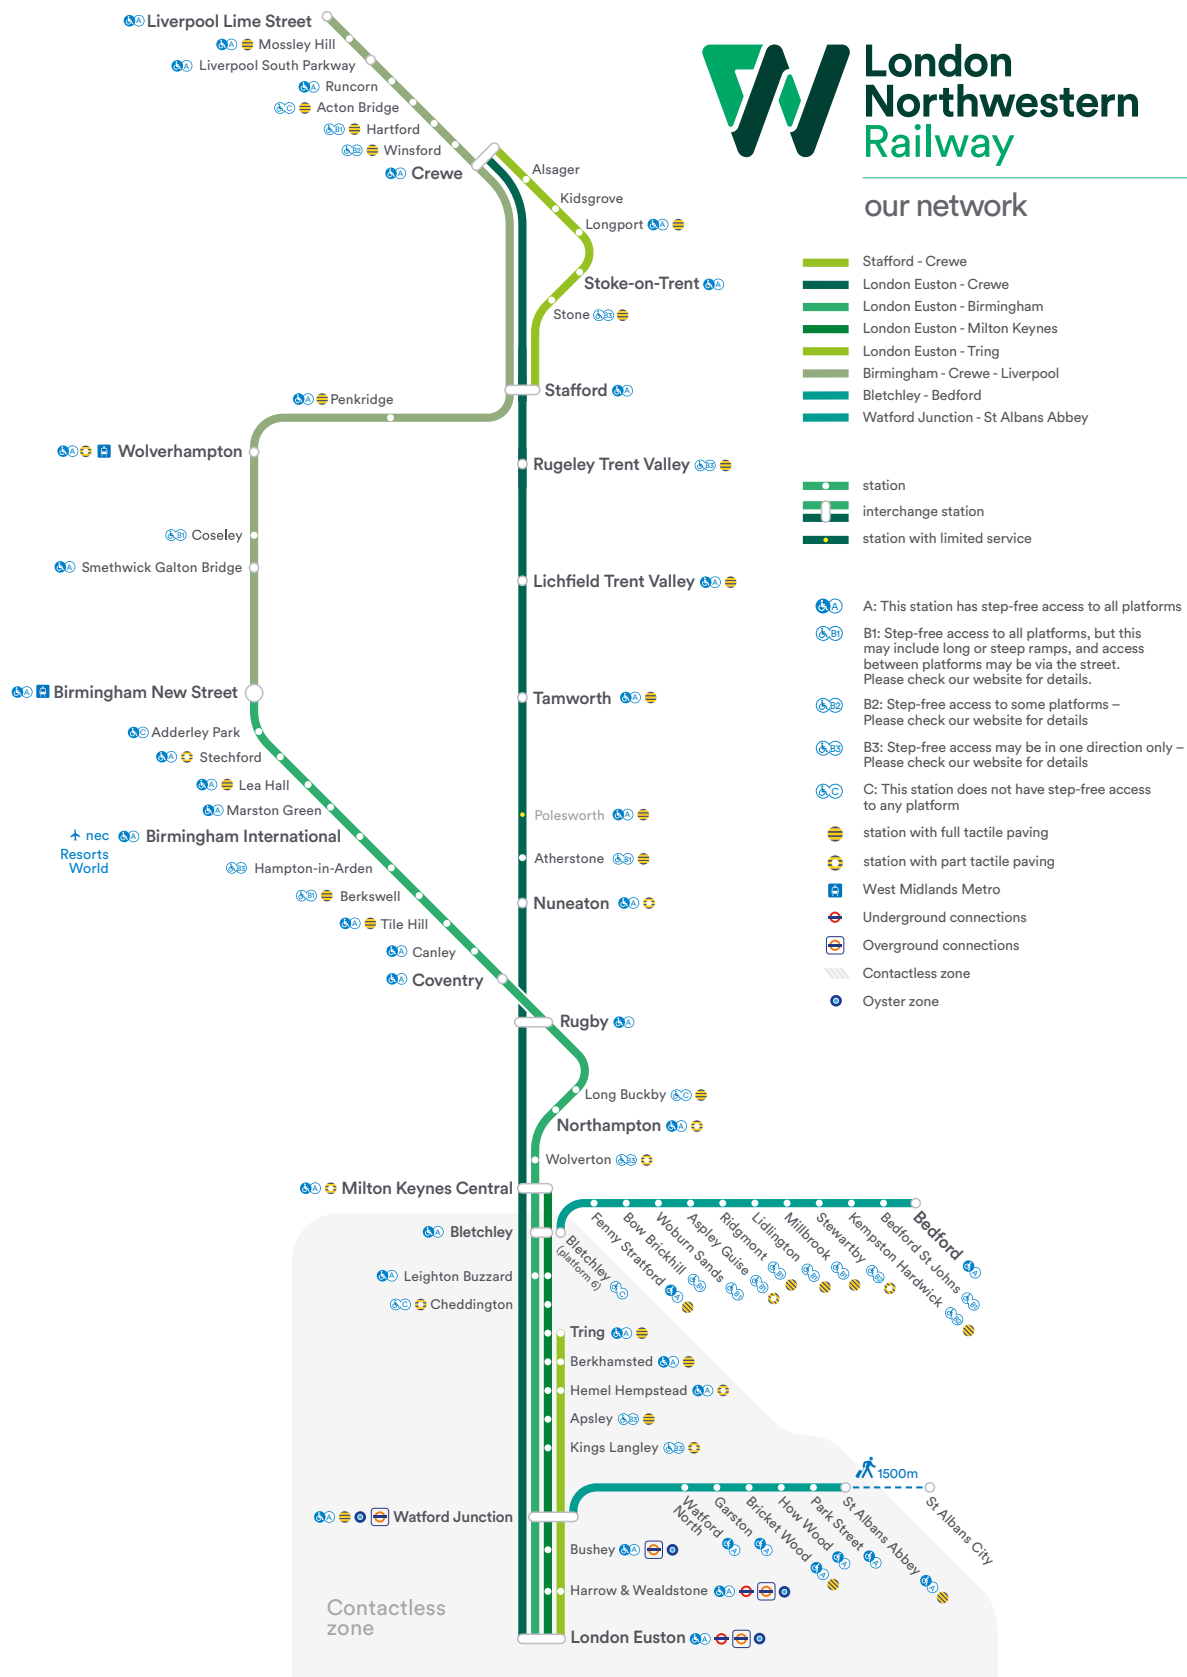 London
Northwestern
Railway
our network
Liverpool Lime Street
Mossley Hill
Liverpool South Parkway
Runcorn
Acton Bridge
Hartford
Winsford
Crewe
Alsager
Kidsgrove
Longport
Stoke-on-Trent
Stone
Stafford
Penkridge
Wolverhampton
Rugeley Trent Valley
Coseley
Smethwick Galton Bridge
Lichfield Trent Valley
Birmingham New Street
Tamworth
Adderley Park
Stechford
Lea Hall
Marston Green
nec
Birmingham International
Resorts
World
Polesworth
Hampton-in-Arden
Atherstone
Berkswell
Nuneaton
Tile Hill
Canley
Coventry
Rugby
Long Buckby
Northampton
Wolverton
Milton Keynes Central
Bletchley
Bletchley
(platform 6)
Fenny Stratford
Bow Brickhill
Woburn Sands
Aspley Guise
Ridgmont
Lidlington
Millbrook
Stewartby
Kempston Hardwick
Bedford St Johns
Bedford
Leighton Buzzard
Cheddington
Tring
Berkhamsted
Hemel Hempstead
Apsley
Kings Langley
1500m
Watford Junction
Watford
North
Garston
Bricket Wood
How Wood
Park Street
St Albans Abbey
St Albans City
Bushey
Harrow & Wealdstone
London Euston
Contactless
zone
Stafford - Crewe
London Euston - Crewe
London Euston - Birmingham
London Euston - Milton Keynes
London Euston - Tring
Birmingham - Crewe - Liverpool
Bletchley - Bedford
Watford Junction - St Albans Abbey
station
interchange station
station with limited service
A: This station has step-free access to all platforms
B1: Step-free access to all platforms, but this
may include long or steep ramps, and access
between platforms may be via the street.
Please check our website for details.
B2: Step-free access to some platforms –
Please check our website for details
B3: Step-free access may be in one direction only –
Please check our website for details
C: This station does not have step-free access
to any platform
station with full tactile paving
station with part tactile paving
West Midlands Metro
Underground connections
Overground connections
Contactless zone
Oyster zone